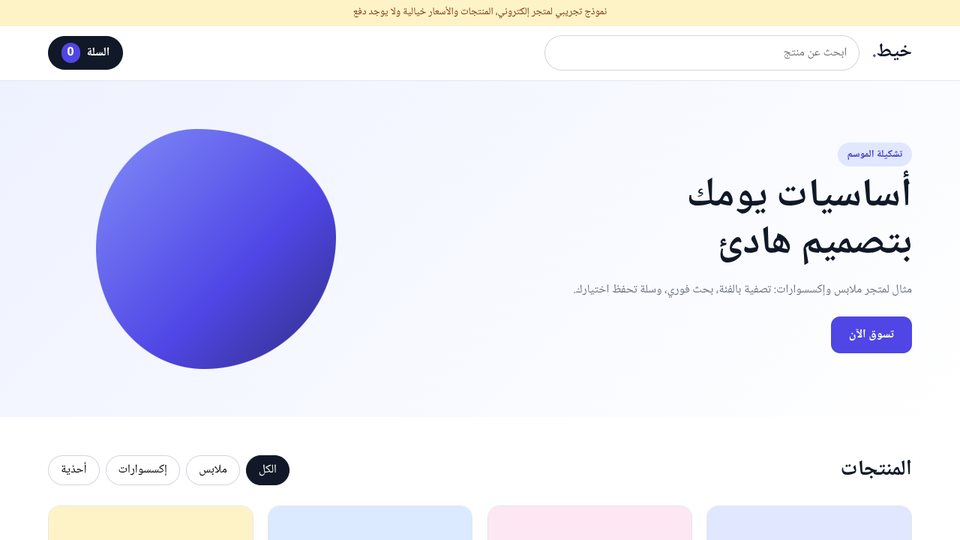 نموذج تجريبي لمتجر إلكتروني، المنتجات والأسعار خيالية ولا يوجد دفع
خيط.
ابحث عن منتج
السلة 0
تشكيلة الموسم
أساسيات يومك
بتصميم هادئ
مثال لمتجر ملابس وإكسسوارات: تصفية بالفئة، بحث فوري، وسلة تحفظ اختيارك.
تسوق الآن
المنتجات
الكل
ملابس
إكسسوارات
أحذية